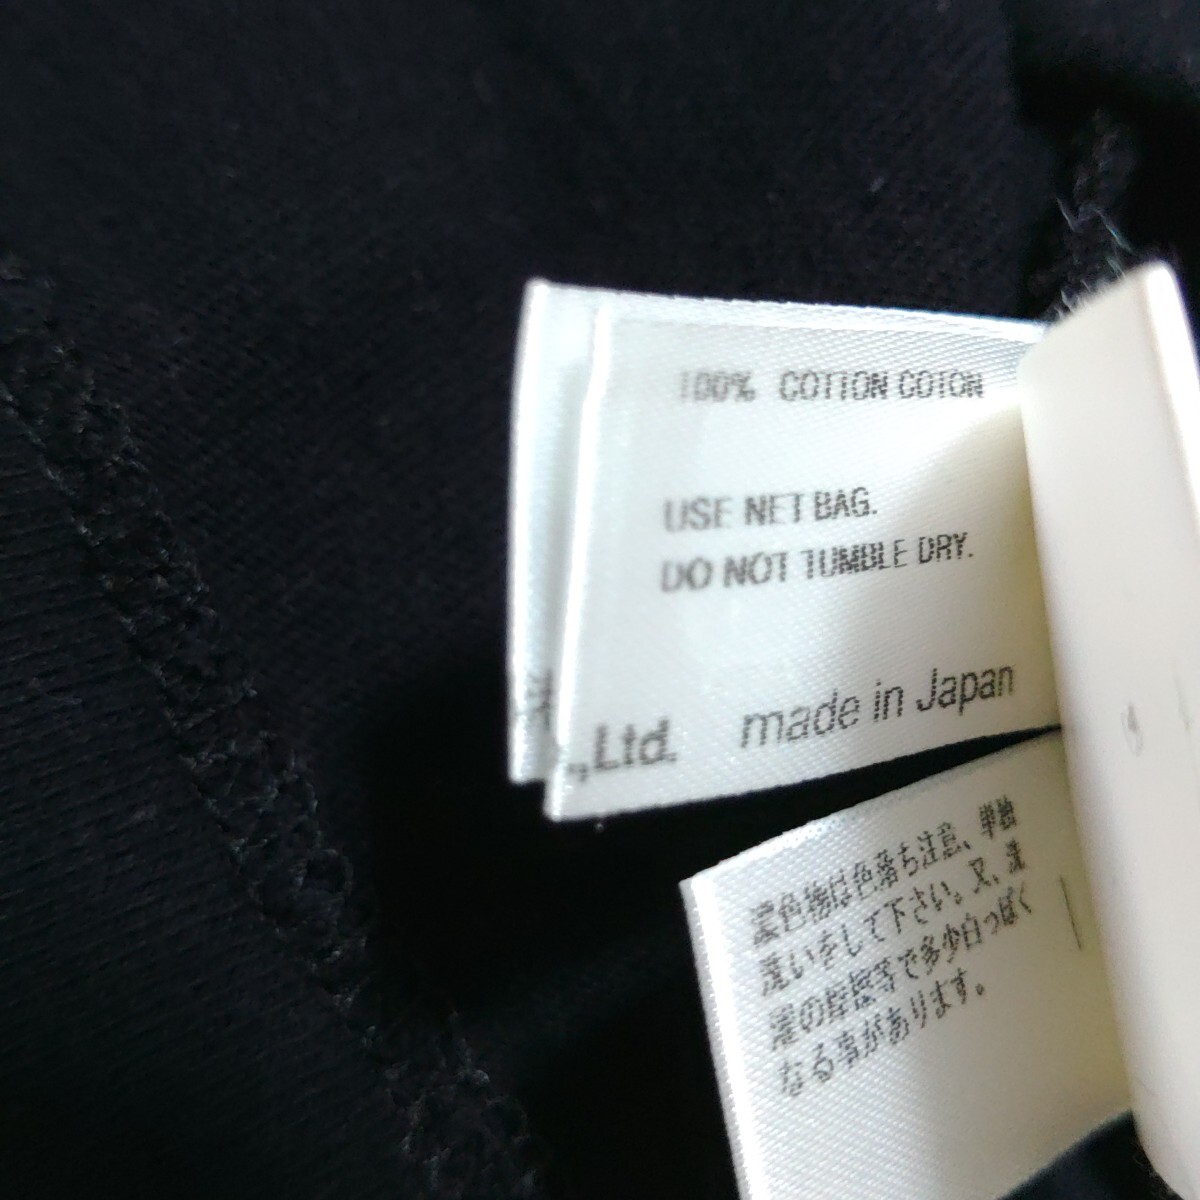 100% COTTON COTON
USE NET BAG.
DO NOT TUMBLE DRY.
.,Ltd. made in Japan
濃色物は色落ち注意、単独
洗いをして下さい。又、洗
濯の摩擦等で多少白っぽく
なる事があります。